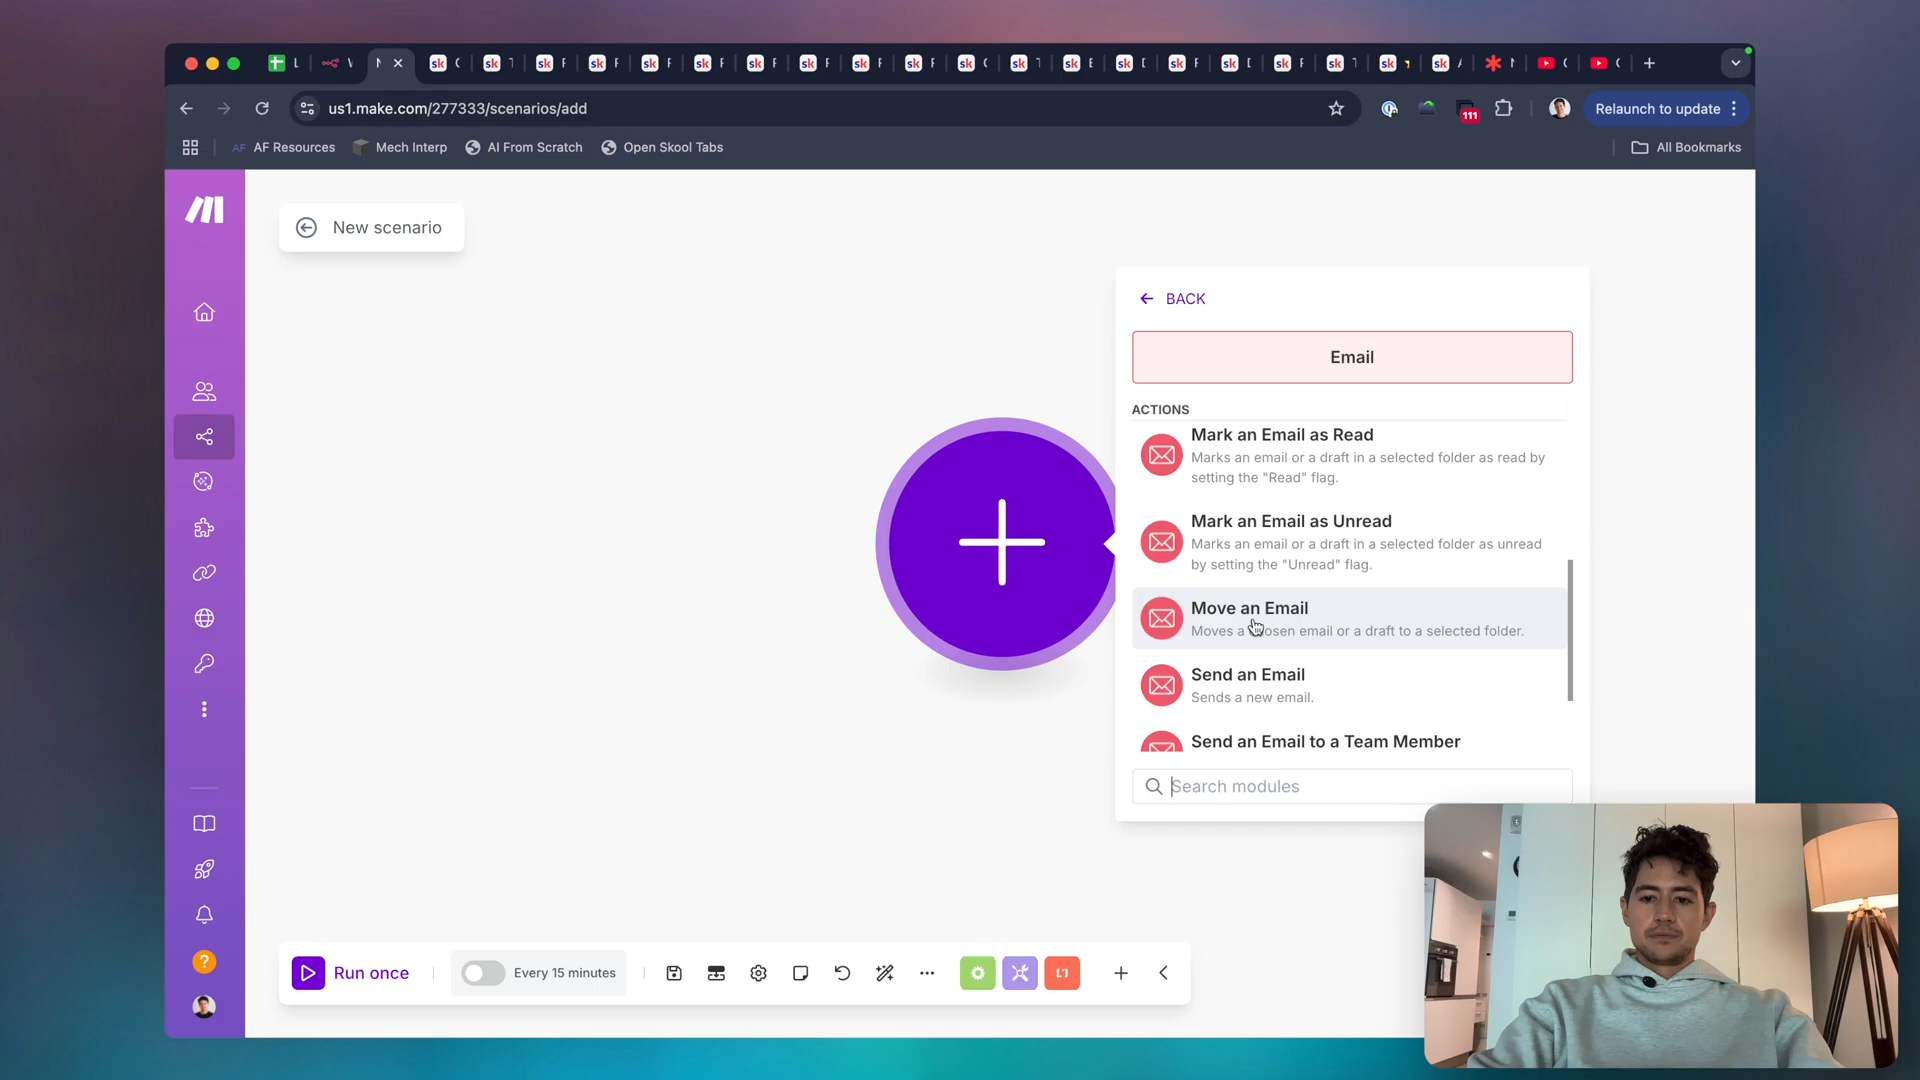 us1.make.com/277333/scenarios/add
111
Relaunch to update
AF AF Resources
Mech Interp
AI From Scratch
Open Skool Tabs
All Bookmarks
New scenario
BACK
Email
ACTIONS
Mark an Email as Read
Marks an email or a draft in a selected folder as read by
setting the "Read" flag.
Mark an Email as Unread
Marks an email or a draft in a selected folder as unread
by setting the "Unread" flag.
Move an Email
Moves a chosen email or a draft to a selected folder.
Send an Email
Sends a new email.
Send an Email to a Team Member
Search modules
Run once
Every 15 minutes